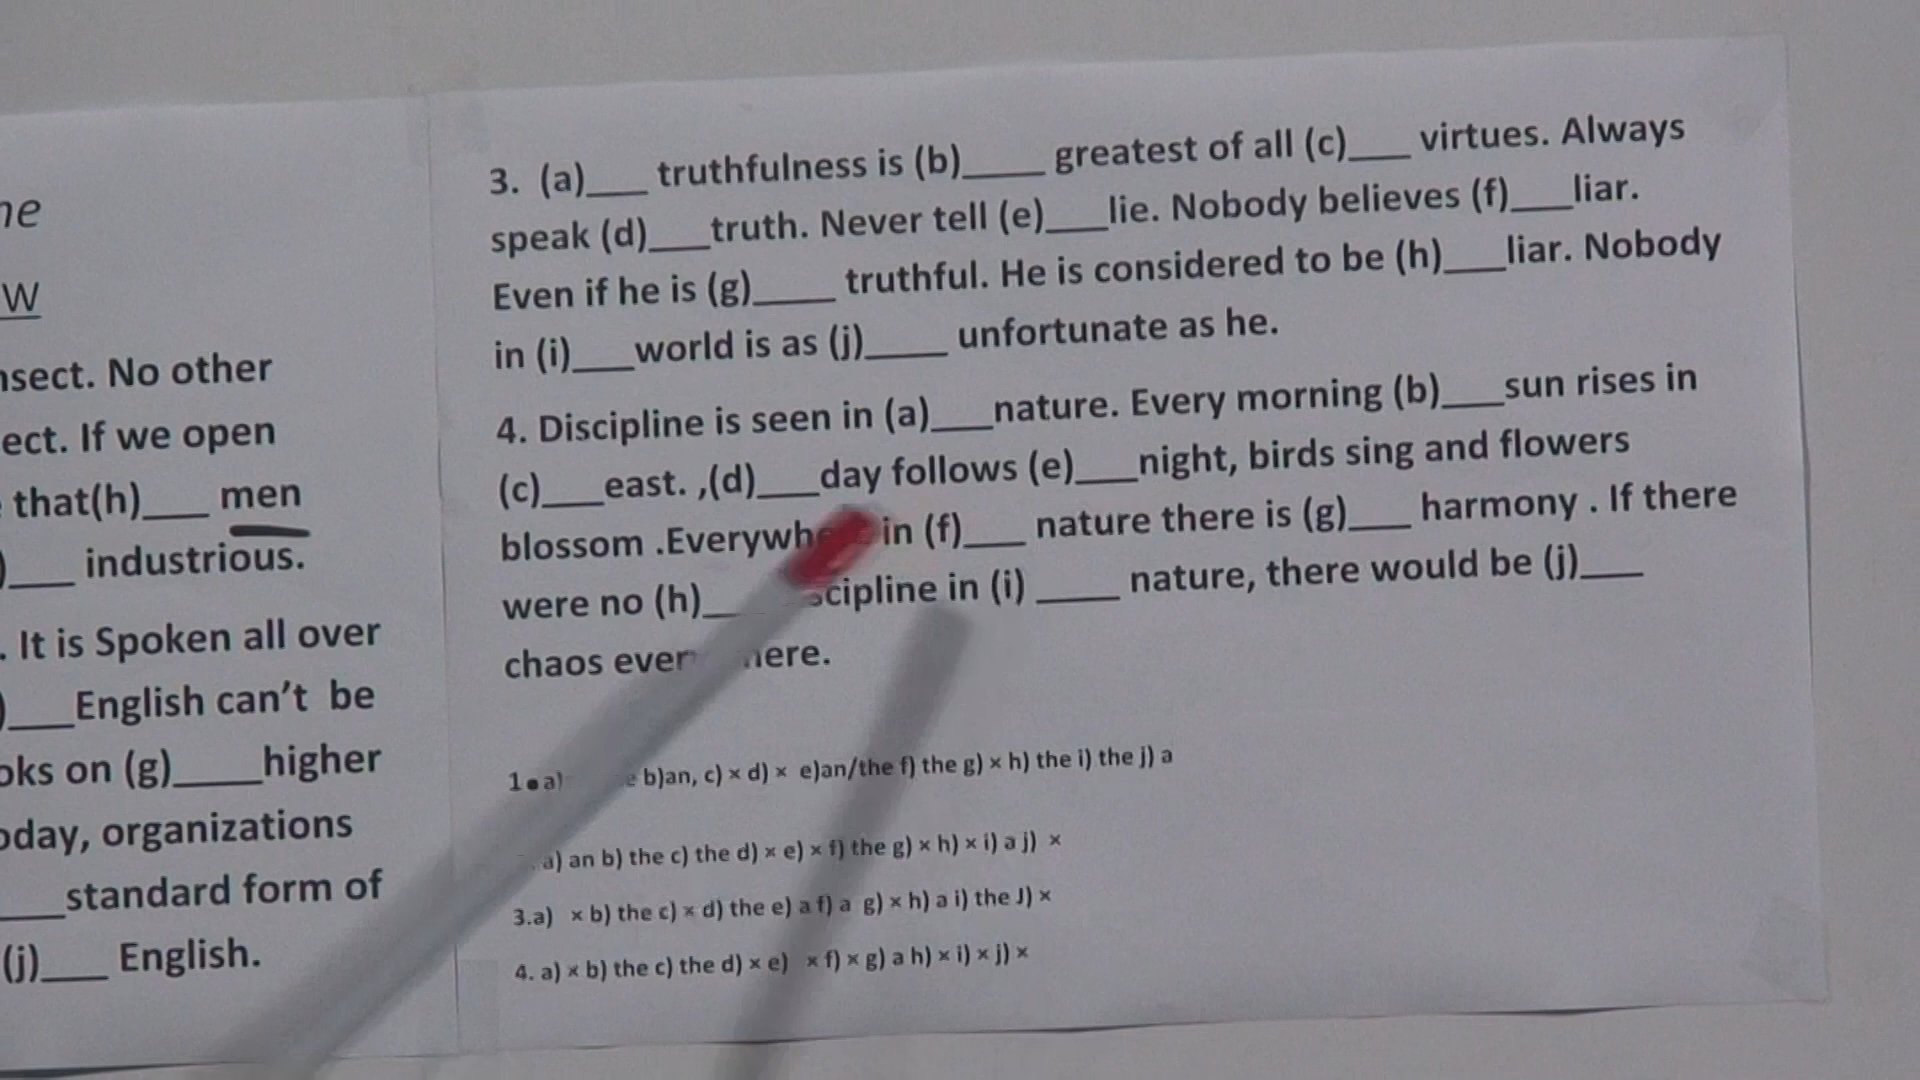 ne
W
nsect. No other
ect. If we open
that(h)___ men
)___ industrious.
. It is Spoken all over
)___English can't be
oks on (g)____higher
oday, organizations
___standard form of
(j)___ English.
3. (a)___ truthfulness is (b)____ greatest of all (c)___ virtues. Always
speak (d)___truth. Never tell (e)___lie. Nobody believes (f)___liar.
Even if he is (g)____ truthful. He is considered to be (h)___liar. Nobody
in (i)___world is as (j)____ unfortunate as he.
4. Discipline is seen in (a)___nature. Every morning (b)___sun rises in
(c)___east. ,(d)___day follows (e)___night, birds sing and flowers
blossom .Everywhe in (f)___ nature there is (g)___ harmony . If there
were no (h)___ scipline in (i) ____ nature, there would be (j)___
chaos ever here.
1●a) e b)an, c) × d) × e)an/the f) the g) × h) the i) the j) a
a) an b) the c) the d) × e) × f) the g) × h) × i) a j) ×
3.a) × b) the c) × d) the e) a f) a g) × h) a i) the J) ×
4. a) × b) the c) the d) × e) × f) × g) a h) × i) × j) ×